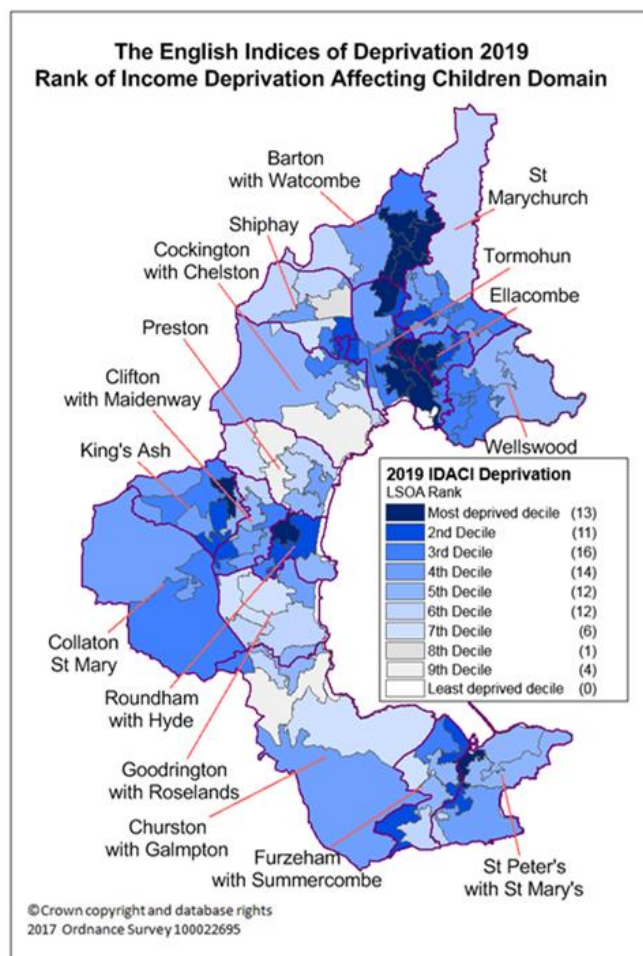 The English Indices of Deprivation 2019
Rank of Income Deprivation Affecting Children Domain
Barton
with Watcombe
St
Marychurch
Shiphay
Cockington
with Chelston
Tormohun
Ellacombe
Preston
Clifton
with Maidenway
King's Ash
Wellswood
2019 IDACI Deprivation
LSOA Rank
Most deprived decile (13)
2nd Decile (11)
3rd Decile (16)
4th Decile (14)
5th Decile (12)
6th Decile (12)
7th Decile (6)
8th Decile (1)
9th Decile (4)
Least deprived decile (0)
Collaton
St Mary
Roundham
with Hyde
Goodrington
with Roselands
Churston
with Galmpton
Furzeham
with Summercombe
St Peter's
with St Mary's
©Crown copyright and database rights
2017 Ordnance Survey 100022695